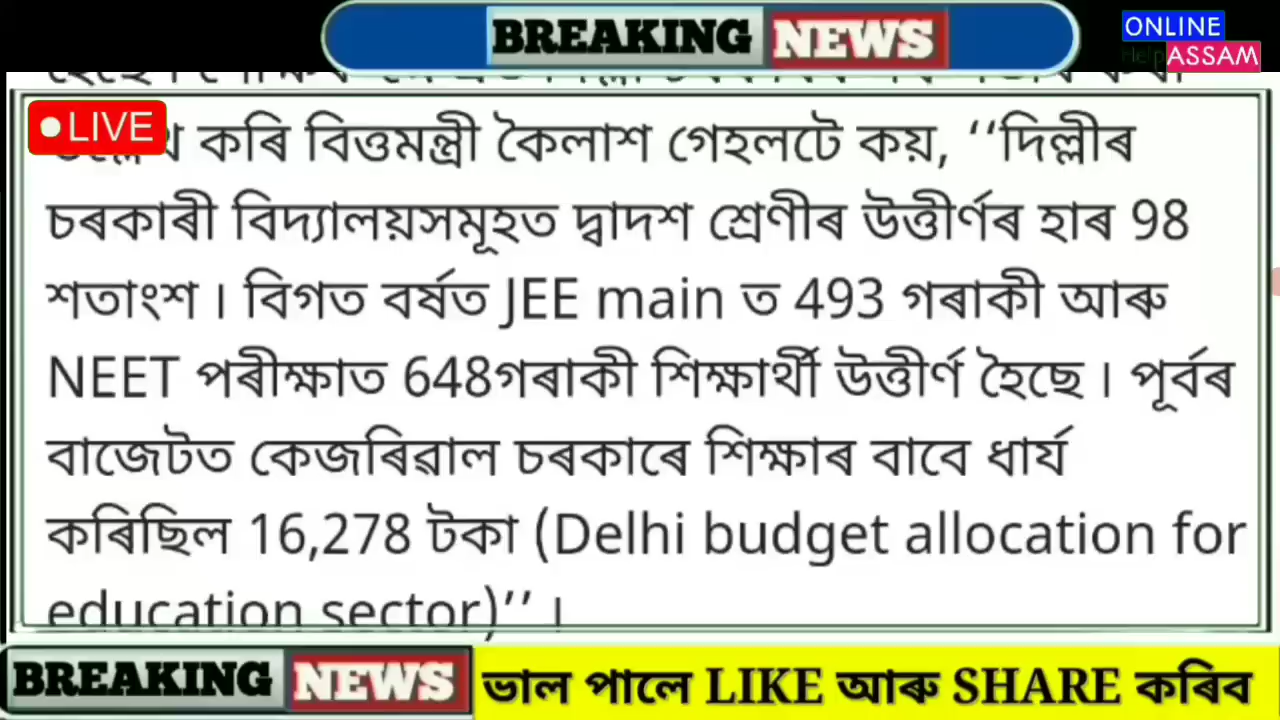 BREAKING NEWS
ONLINE
Help ASSAM
LIVE
কৰি বিত্তমন্ত্ৰী কৈলাশ গেহলটে কয়, ‘‘দিল্লীৰ
চৰকাৰী বিদ্যালয়সমূহত দ্বাদশ শ্ৰেণীৰ উত্তীৰ্ণৰ হাৰ 98
শতাংশ । বিগত বৰ্ষত JEE main ত 493 গৰাকী আৰু
NEET পৰীক্ষাত 648গৰাকী শিক্ষাৰ্থী উত্তীৰ্ণ হৈছে । পূৰ্বৰ
বাজেটত কেজৰিৱাল চৰকাৰে শিক্ষাৰ বাবে ধাৰ্য
কৰিছিল 16,278 টকা (Delhi budget allocation for
education sector)’’ ।
BREAKING NEWS ভাল পালে LIKE আৰু SHARE কৰিব